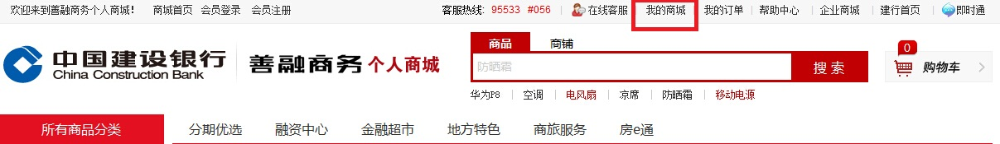 欢迎来到善融商务个人商城! 商城首页 会员登录 会员注册 客服热线: 95533 #056 在线客服 我的商城 我的订单 帮助中心 企业商城 建行首页 即时通
商品 商铺
中国建设银行 善融商务 个人商城
China Construction Bank
防晒霜 搜索 0 购物车
华为P8 空调 电风扇 凉席 防晒霜 移动电源
所有商品分类 分期优选 融资中心 金融超市 地方特色 商旅服务 房e通